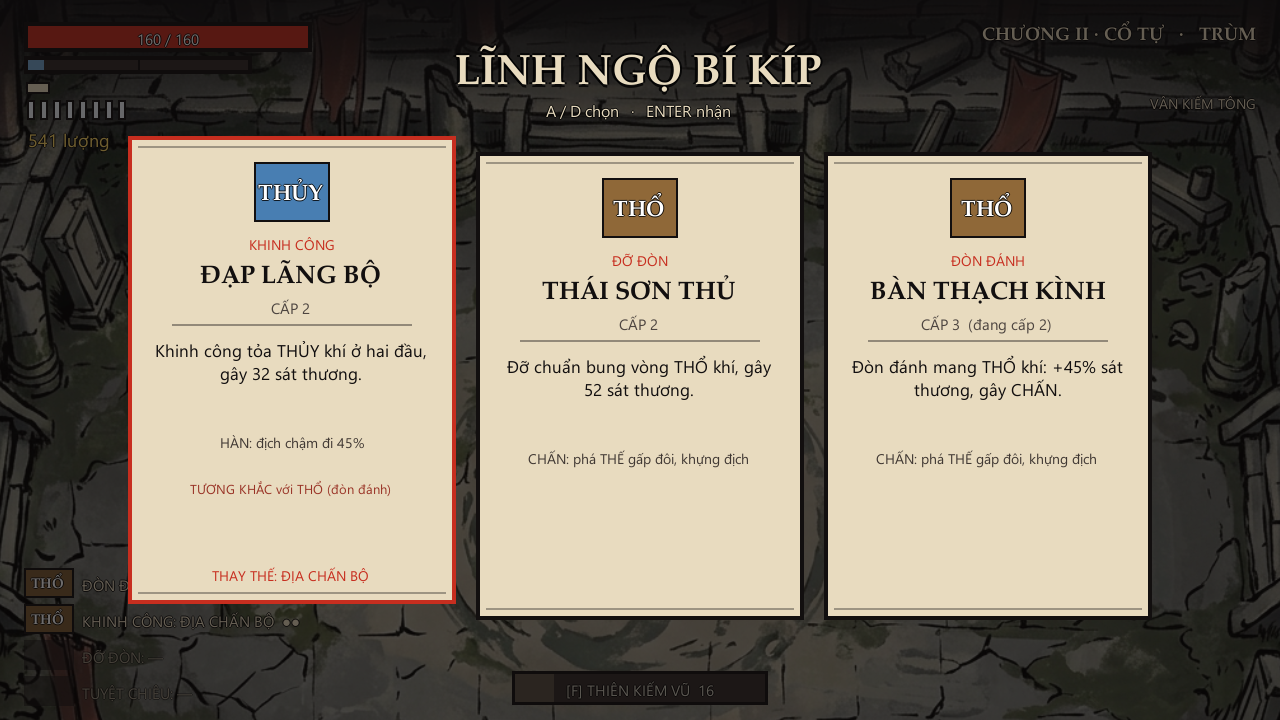 160 / 160
CHƯƠNG II · CỔ TỰ · TRÙM
LĨNH NGỘ BÍ KÍP
A / D chọn · ENTER nhận
VÂN KIẾM TÔNG
541 lượng
THỦY
KHINH CÔNG
ĐẠP LÃNG BỘ
CẤP 2
Khinh công tỏa THỦY khí ở hai đầu,
gây 32 sát thương.
HÀN: địch chậm đi 45%
TƯƠNG KHẮC với THỔ (đòn đánh)
THAY THẾ: ĐỊA CHẤN BỘ
THỔ
ĐỠ ĐÒN
THÁI SƠN THỦ
CẤP 2
Đỡ chuẩn bung vòng THỔ khí, gây
52 sát thương.
CHẤN: phá THẾ gấp đôi, khựng địch
THỔ
ĐÒN ĐÁNH
BÀN THẠCH KÌNH
CẤP 3 (đang cấp 2)
Đòn đánh mang THỔ khí: +45% sát
thương, gây CHẤN.
CHẤN: phá THẾ gấp đôi, khựng địch
THỔ ĐÒN Đ
THỔ KHINH CÔNG: ĐỊA CHẤN BỘ
ĐỠ ĐÒN: —
TUYỆT CHIÊU: —
[F] THIÊN KIẾM VŨ 16